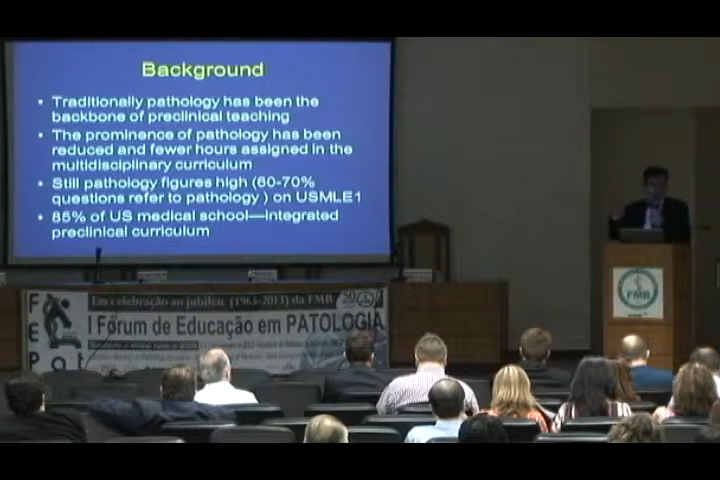 Background
• Traditionally pathology has been the
backbone of preclinical teaching
• The prominence of pathology has been
reduced and fewer hours assigned in the
multidisciplinary curriculum
• Still pathology figures high (60-70%
questions refer to pathology ) on USMLE1
• 85% of US medical school—integrated
preclinical curriculum
FMB
Em celebração ao jubileu (1963-2013) da FMB
I Fórum de Educação em PATOLOGIA
F
E
Pat